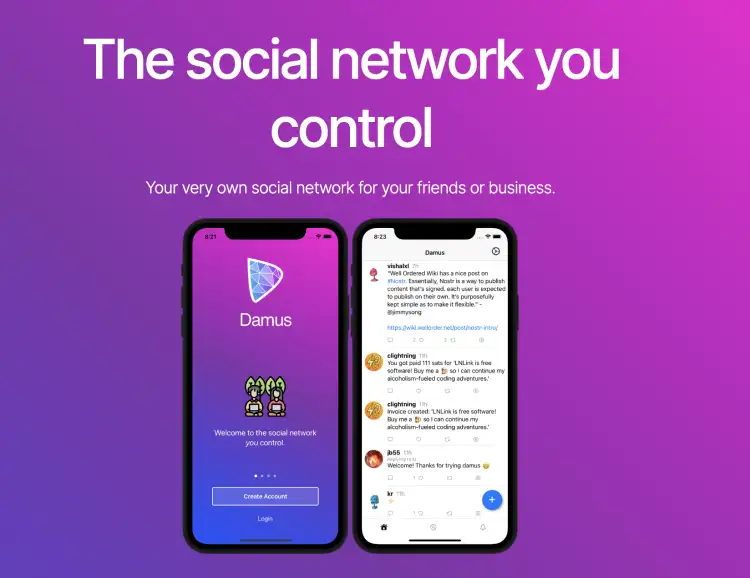 The social network you
control
Your very own social network for your friends or business.
8:21
Damus
Welcome to the social network
you control.
Create Account
Login
8:23
Damus
vishalxl 7h
"Well Ordered Wiki has a nice post on
#Nostr. Essentially, Nostr is a way to publish
content that's signed. each user is expected
to publish on their own. It's purposefully
kept simple as to make it flexible." -
@jimmysong
https://wiki.wellorder.net/post/nostr-intro/
clightning 11h
You got paid 111 sats for 'LNLink is free
software! Buy me a 🍺 so I can continue my
alcoholism-fueled coding adventures.'
clightning
Invoice created: 'LNLink is free software!
Buy me a 🍺 so I can continue my
alcoholism-fueled coding adventures.'
jb55 11h
Welcome! Thanks for trying damus 😄
1
kr
1